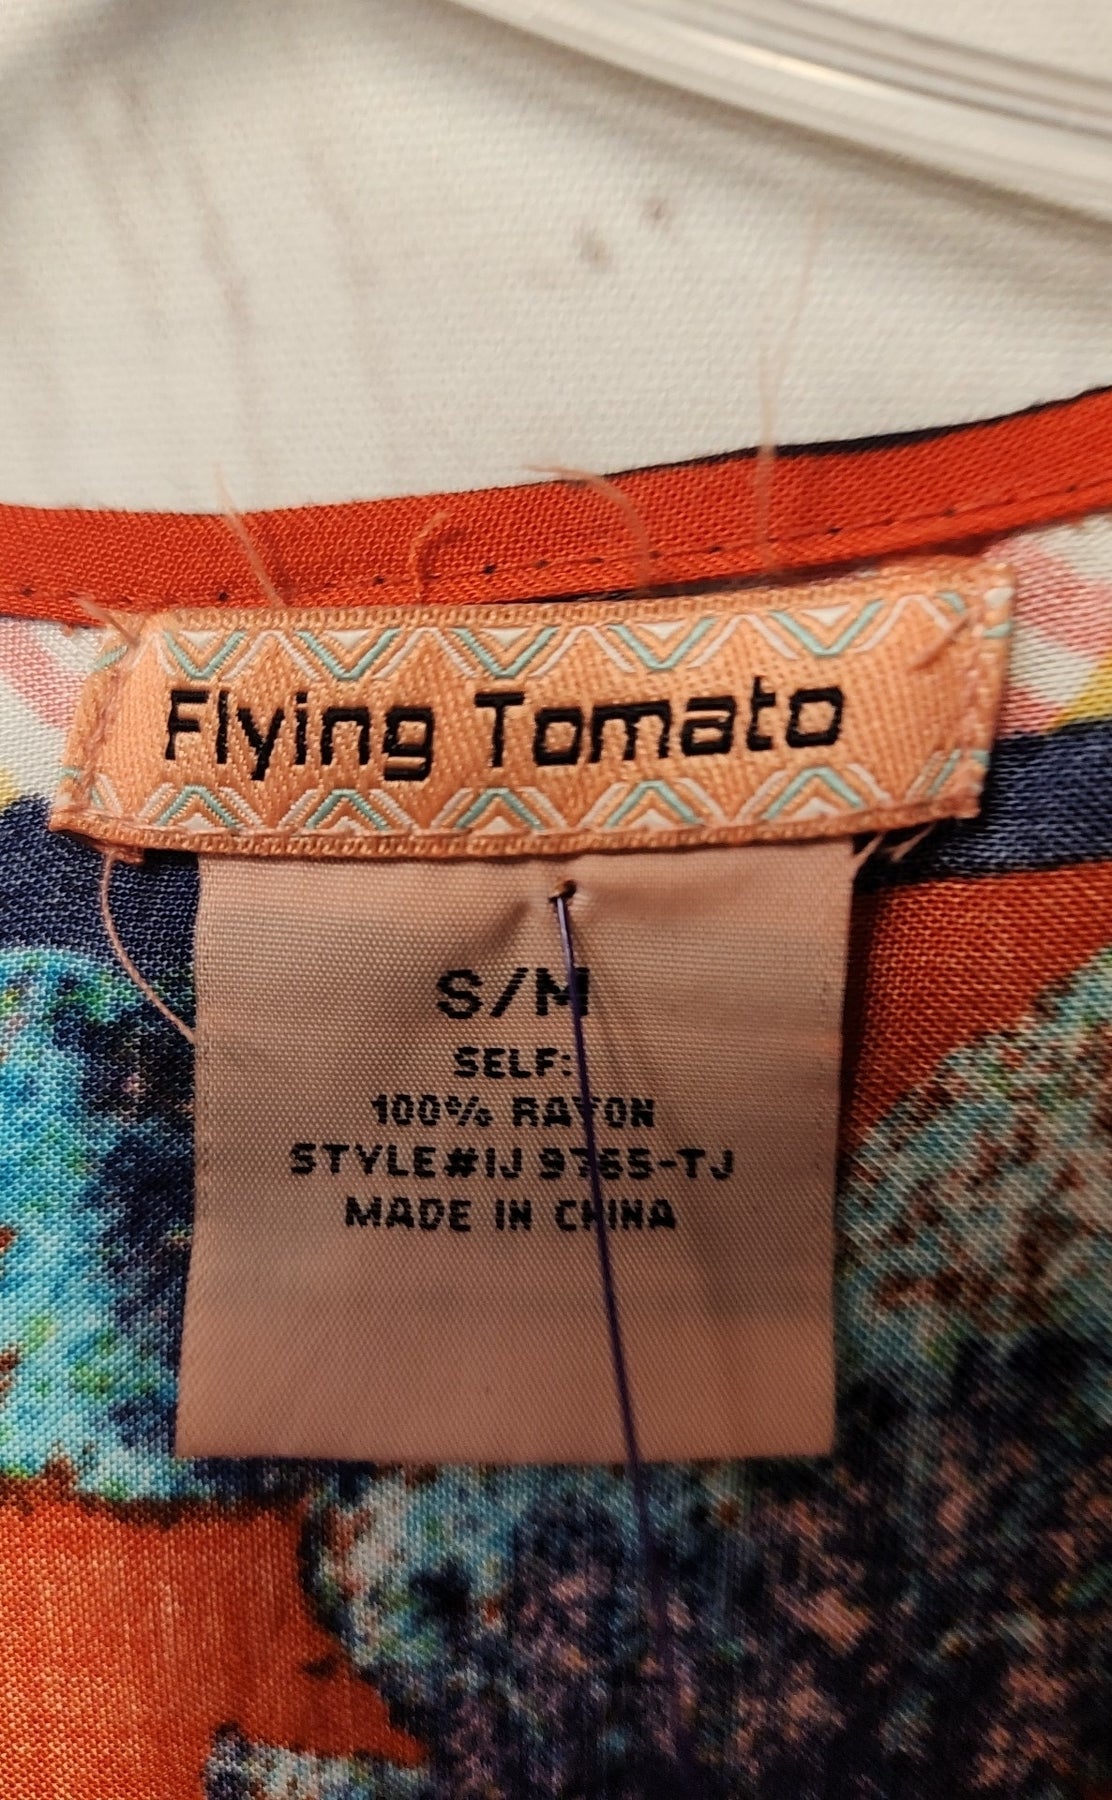 Flying Tomato
S/M
SELF:
100% RAYON
STYLE#IJ 9765-TJ
MADE IN CHINA